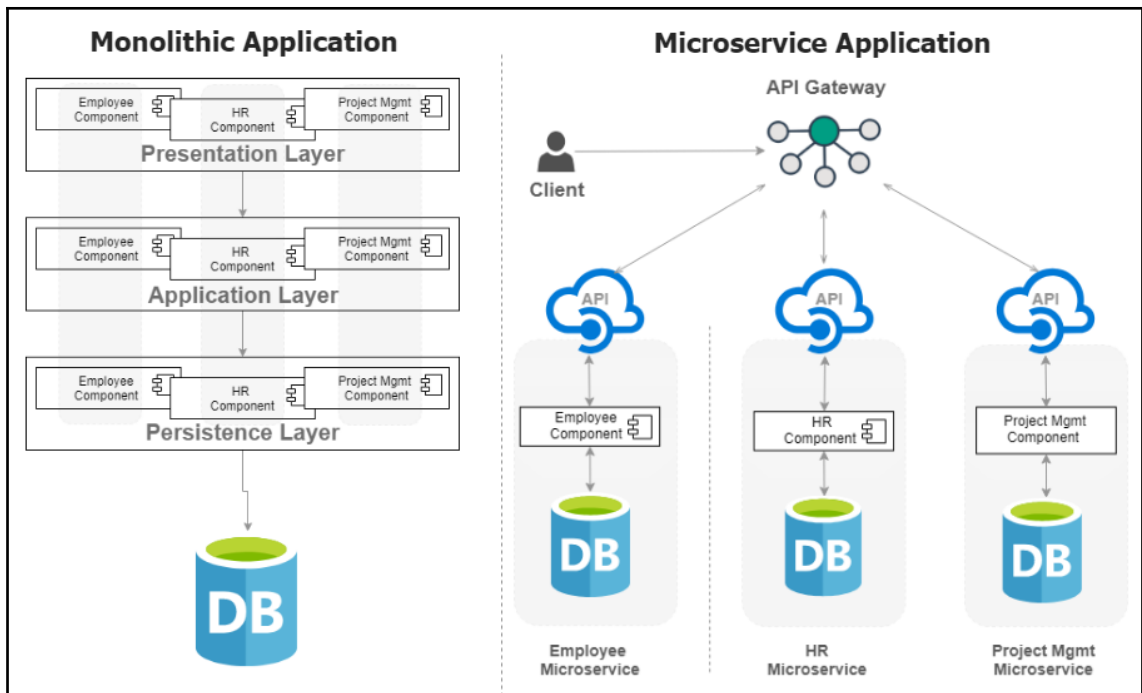 Monolithic Application
Employee
Component
HR
Component
Project Mgmt
Component
Presentation Layer
Employee
Component
HR
Component
Project Mgmt
Component
Application Layer
Employee
Component
HR
Component
Project Mgmt
Component
Persistence Layer
DB
Microservice Application
API Gateway
Client
API
API
API
Employee
Component
HR
Component
Project Mgmt
Component
DB
DB
DB
Employee
Microservice
HR
Microservice
Project Mgmt
Microservice